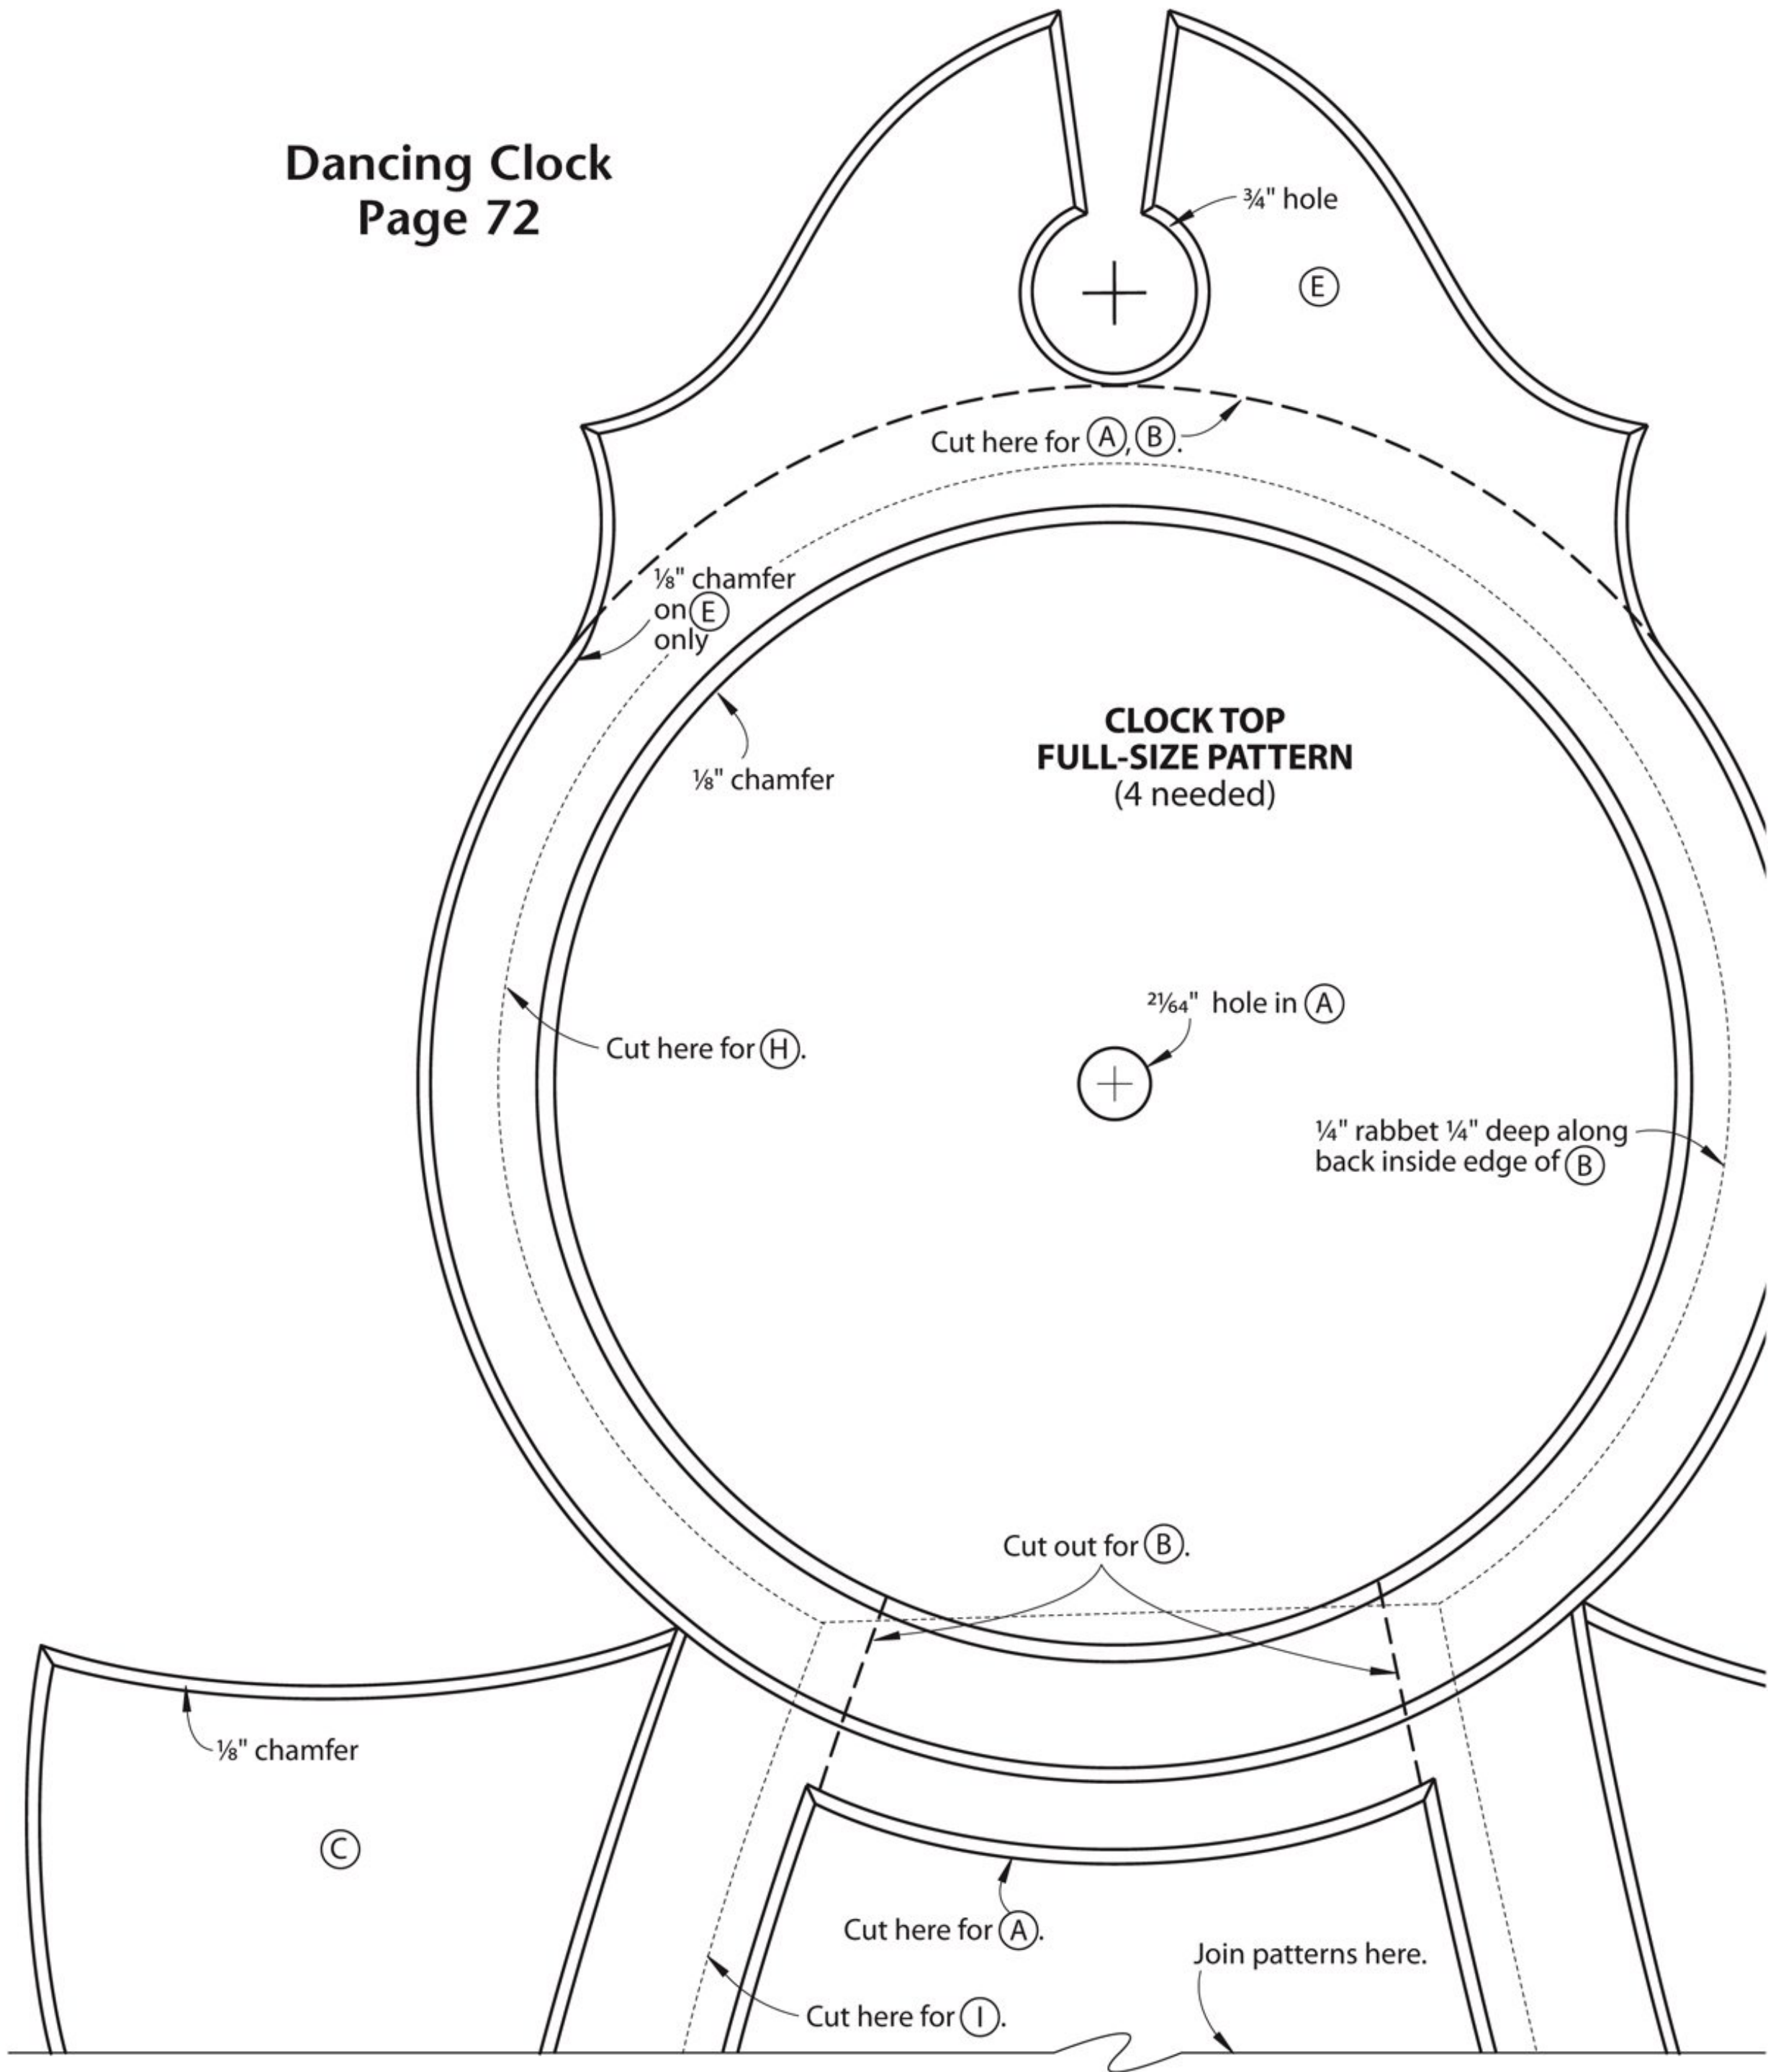 Dancing Clock
Page 72
¾" hole
E
Cut here for A, B.
⅛" chamfer
on E
only
CLOCK TOP
FULL-SIZE PATTERN
(4 needed)
⅛" chamfer
21⁄64" hole in A
Cut here for H.
¼" rabbet ¼" deep along
back inside edge of B
Cut out for B.
⅛" chamfer
C
Cut here for A.
Join patterns here.
Cut here for I.